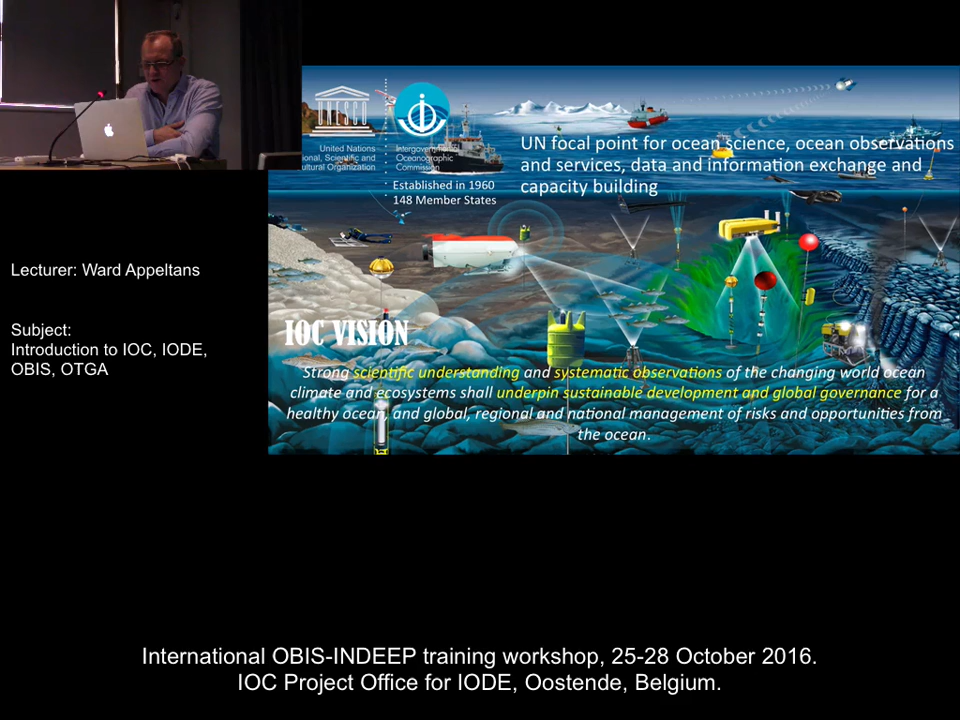 UNESCO
United Nations
ional, Scientific and
ultural Organization
Intergovernmental
Oceanographic
Commission
Established in 1960
148 Member States
UN focal point for ocean science, ocean observations
and services, data and information exchange and
capacity building
Lecturer: Ward Appeltans
Subject:
Introduction to IOC, IODE,
OBIS, OTGA
IOC VISION
Strong scientific understanding and systematic observations of the changing world ocean
climate and ecosystems shall underpin sustainable development and global governance for a
healthy ocean, and global, regional and national management of risks and opportunities from
the ocean.
International OBIS-INDEEP training workshop, 25-28 October 2016.
IOC Project Office for IODE, Oostende, Belgium.